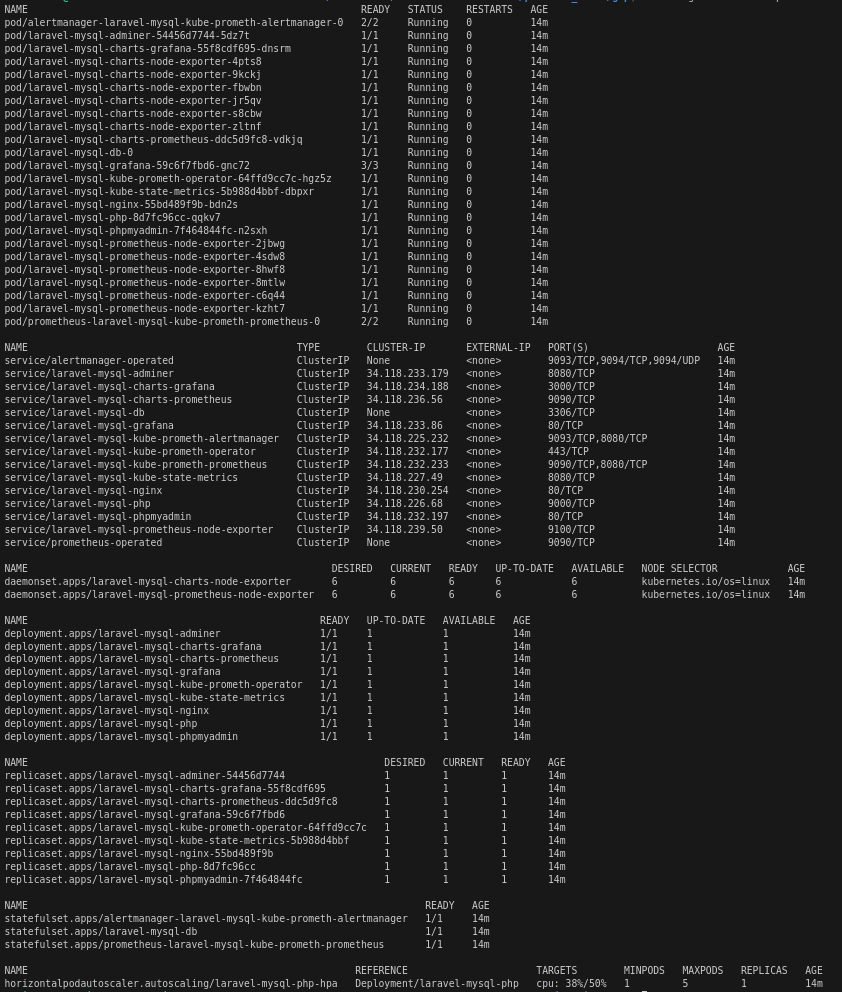 NAME READY STATUS RESTARTS AGE
pod/alertmanager-laravel-mysql-kube-prometh-alertmanager-0 2/2 Running 0 14m
pod/laravel-mysql-adminer-54456d7744-5dz7t 1/1 Running 0 14m
pod/laravel-mysql-charts-grafana-55f8cdf695-dnsrm 1/1 Running 0 14m
pod/laravel-mysql-charts-node-exporter-4pts8 1/1 Running 0 14m
pod/laravel-mysql-charts-node-exporter-9kckj 1/1 Running 0 14m
pod/laravel-mysql-charts-node-exporter-fbwbn 1/1 Running 0 14m
pod/laravel-mysql-charts-node-exporter-jr5qv 1/1 Running 0 14m
pod/laravel-mysql-charts-node-exporter-s8cbw 1/1 Running 0 14m
pod/laravel-mysql-charts-node-exporter-zltnf 1/1 Running 0 14m
pod/laravel-mysql-charts-prometheus-ddc5d9fc8-vdkjq 1/1 Running 0 14m
pod/laravel-mysql-db-0 1/1 Running 0 14m
pod/laravel-mysql-grafana-59c6f7fbd6-gnc72 3/3 Running 0 14m
pod/laravel-mysql-kube-prometh-operator-64ffd9cc7c-hgz5z 1/1 Running 0 14m
pod/laravel-mysql-kube-state-metrics-5b988d4bbf-dbpxr 1/1 Running 0 14m
pod/laravel-mysql-nginx-55bd489f9b-bdn2s 1/1 Running 0 14m
pod/laravel-mysql-php-8d7fc96cc-qqkv7 1/1 Running 0 14m
pod/laravel-mysql-phpmyadmin-7f464844fc-n2sxh 1/1 Running 0 14m
pod/laravel-mysql-prometheus-node-exporter-2jbwg 1/1 Running 0 14m
pod/laravel-mysql-prometheus-node-exporter-4sdw8 1/1 Running 0 14m
pod/laravel-mysql-prometheus-node-exporter-8hwf8 1/1 Running 0 14m
pod/laravel-mysql-prometheus-node-exporter-8mtlw 1/1 Running 0 14m
pod/laravel-mysql-prometheus-node-exporter-c6q44 1/1 Running 0 14m
pod/laravel-mysql-prometheus-node-exporter-kzht7 1/1 Running 0 14m
pod/prometheus-laravel-mysql-kube-prometh-prometheus-0 2/2 Running 0 14m
NAME TYPE CLUSTER-IP EXTERNAL-IP PORT(S) AGE
service/alertmanager-operated ClusterIP None <none> 9093/TCP,9094/TCP,9094/UDP 14m
service/laravel-mysql-adminer ClusterIP 34.118.233.179 <none> 8080/TCP 14m
service/laravel-mysql-charts-grafana ClusterIP 34.118.234.188 <none> 3000/TCP 14m
service/laravel-mysql-charts-prometheus ClusterIP 34.118.236.56 <none> 9090/TCP 14m
service/laravel-mysql-db ClusterIP None <none> 3306/TCP 14m
service/laravel-mysql-grafana ClusterIP 34.118.233.86 <none> 80/TCP 14m
service/laravel-mysql-kube-prometh-alertmanager ClusterIP 34.118.225.232 <none> 9093/TCP,8080/TCP 14m
service/laravel-mysql-kube-prometh-operator ClusterIP 34.118.232.177 <none> 443/TCP 14m
service/laravel-mysql-kube-prometh-prometheus ClusterIP 34.118.232.233 <none> 9090/TCP,8080/TCP 14m
service/laravel-mysql-kube-state-metrics ClusterIP 34.118.227.49 <none> 8080/TCP 14m
service/laravel-mysql-nginx ClusterIP 34.118.230.254 <none> 80/TCP 14m
service/laravel-mysql-php ClusterIP 34.118.226.68 <none> 9000/TCP 14m
service/laravel-mysql-phpmyadmin ClusterIP 34.118.232.197 <none> 80/TCP 14m
service/laravel-mysql-prometheus-node-exporter ClusterIP 34.118.239.50 <none> 9100/TCP 14m
service/prometheus-operated ClusterIP None <none> 9090/TCP 14m
NAME DESIRED CURRENT READY UP-TO-DATE AVAILABLE NODE SELECTOR AGE
daemonset.apps/laravel-mysql-charts-node-exporter 6 6 6 6 6 kubernetes.io/os=linux 14m
daemonset.apps/laravel-mysql-prometheus-node-exporter 6 6 6 6 6 kubernetes.io/os=linux 14m
NAME READY UP-TO-DATE AVAILABLE AGE
deployment.apps/laravel-mysql-adminer 1/1 1 1 14m
deployment.apps/laravel-mysql-charts-grafana 1/1 1 1 14m
deployment.apps/laravel-mysql-charts-prometheus 1/1 1 1 14m
deployment.apps/laravel-mysql-grafana 1/1 1 1 14m
deployment.apps/laravel-mysql-kube-prometh-operator 1/1 1 1 14m
deployment.apps/laravel-mysql-kube-state-metrics 1/1 1 1 14m
deployment.apps/laravel-mysql-nginx 1/1 1 1 14m
deployment.apps/laravel-mysql-php 1/1 1 1 14m
deployment.apps/laravel-mysql-phpmyadmin 1/1 1 1 14m
NAME DESIRED CURRENT READY AGE
replicaset.apps/laravel-mysql-adminer-54456d7744 1 1 1 14m
replicaset.apps/laravel-mysql-charts-grafana-55f8cdf695 1 1 1 14m
replicaset.apps/laravel-mysql-charts-prometheus-ddc5d9fc8 1 1 1 14m
replicaset.apps/laravel-mysql-grafana-59c6f7fbd6 1 1 1 14m
replicaset.apps/laravel-mysql-kube-prometh-operator-64ffd9cc7c 1 1 1 14m
replicaset.apps/laravel-mysql-kube-state-metrics-5b988d4bbf 1 1 1 14m
replicaset.apps/laravel-mysql-nginx-55bd489f9b 1 1 1 14m
replicaset.apps/laravel-mysql-php-8d7fc96cc 1 1 1 14m
replicaset.apps/laravel-mysql-phpmyadmin-7f464844fc 1 1 1 14m
NAME READY AGE
statefulset.apps/alertmanager-laravel-mysql-kube-prometh-alertmanager 1/1 14m
statefulset.apps/laravel-mysql-db 1/1 14m
statefulset.apps/prometheus-laravel-mysql-kube-prometh-prometheus 1/1 14m
NAME REFERENCE TARGETS MINPODS MAXPODS REPLICAS AGE
horizontalpodautoscaler.autoscaling/laravel-mysql-php-hpa Deployment/laravel-mysql-php cpu: 38%/50% 1 5 1 14m